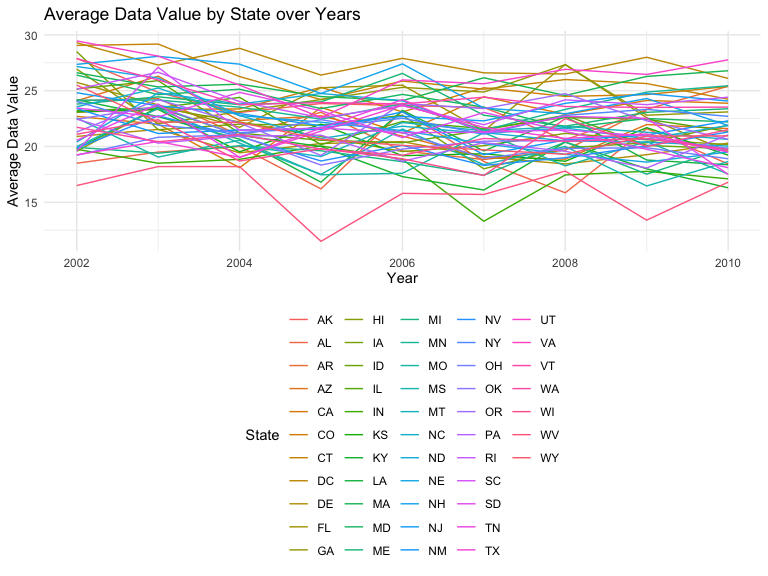 Average Data Value by State over Years
Average Data Value
30
25
20
15
2002 2004 2006 2008 2010
Year
State
AK HI MI NV UT
AL IA MN NY VA
AR ID MO OH VT
AZ IL MS OK WA
CA IN MT OR WI
CO KS NC PA WV
CT KY ND RI WY
DC LA NE SC
DE MA NH SD
FL MD NJ TN
GA ME NM TX